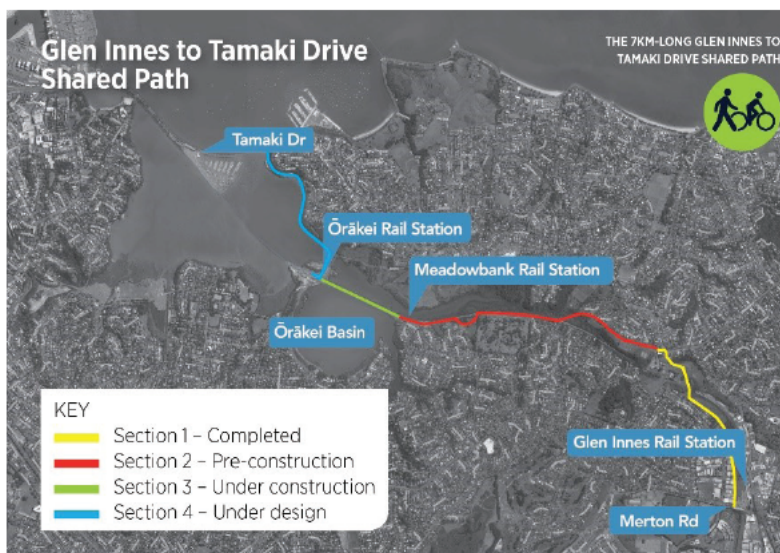 Glen Innes to Tamaki Drive
Shared Path
THE 7KM-LONG GLEN INNES TO
TAMAKI DRIVE SHARED PATH
Tamaki Dr
Ōrākei Rail Station
Meadowbank Rail Station
Ōrākei Basin
Glen Innes Rail Station
Merton Rd
KEY
Section 1 – Completed
Section 2 – Pre-construction
Section 3 – Under construction
Section 4 – Under design